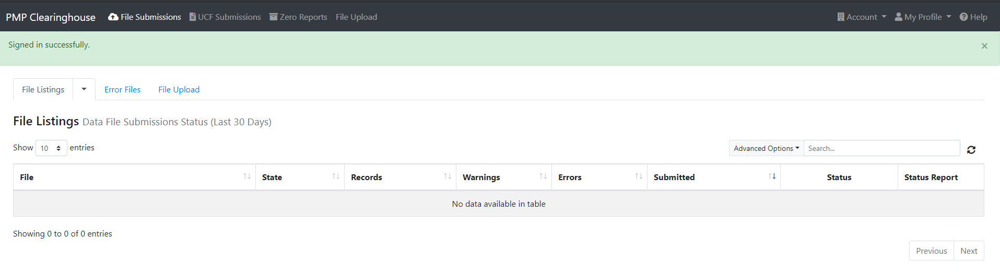 PMP Clearinghouse File Submissions UCF Submissions Zero Reports File Upload Account My Profile Help
Signed in successfully. ×
File Listings Error Files File Upload
File Listings Data File Submissions Status (Last 30 Days)
Show 10 entries Advanced Options Search...
File State Records Warnings Errors Submitted Status Status Report
No data available in table
Showing 0 to 0 of 0 entries
Previous Next